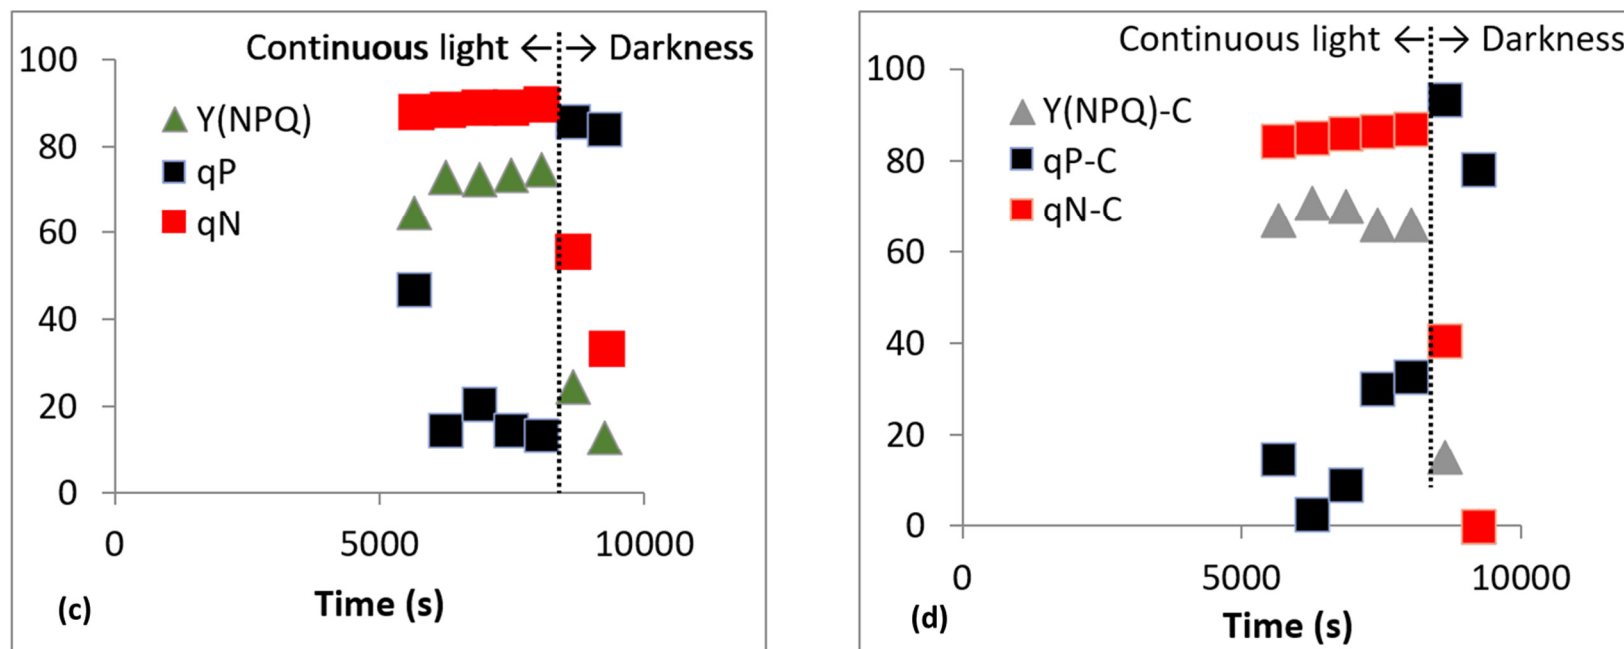 Continuous light ←→ Darkness
100
80
60
40
20
0
Y(NPQ)
qP
qN
0 5000 10000
Time (s)
(c)
Continuous light ←→ Darkness
100
80
60
40
20
0
Y(NPQ)-C
qP-C
qN-C
0 5000 10000
Time (s)
(d)